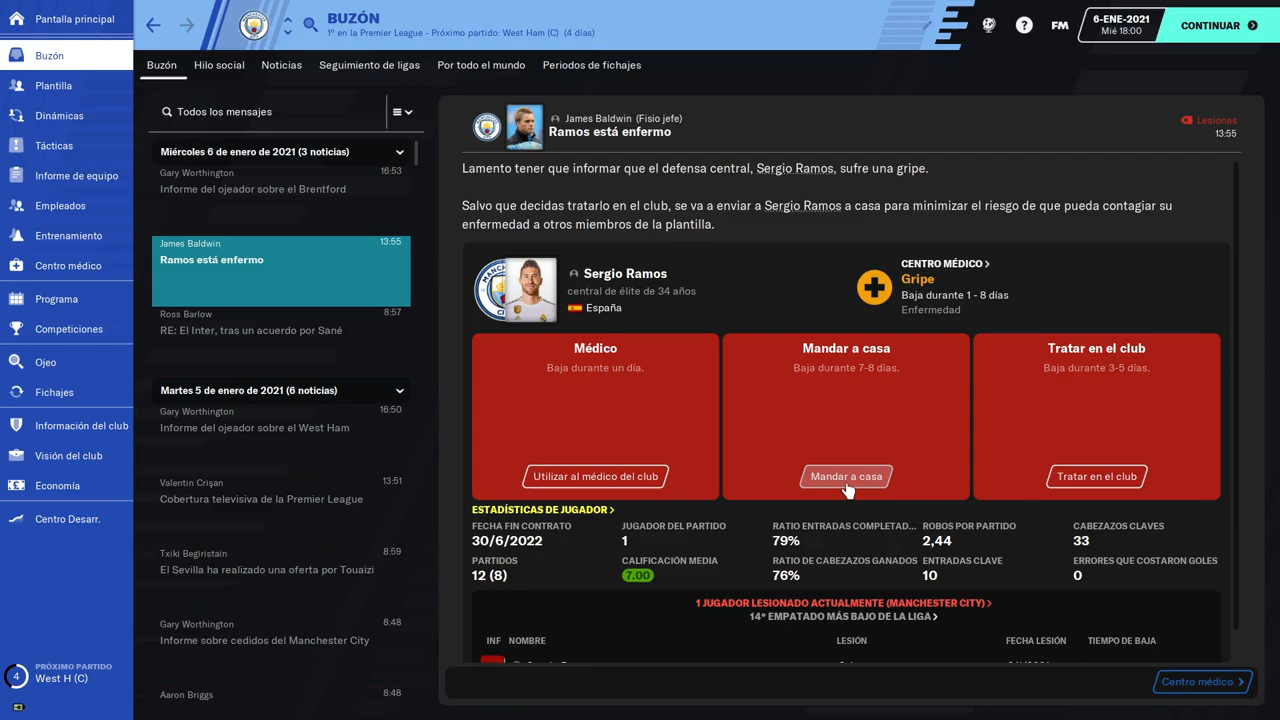 Pantalla principal
Buzón
Plantilla
Dinámicas
Tácticas
Informe de equipo
Empleados
Entrenamiento
Centro médico
Programa
Competiciones
Ojeo
Fichajes
Información del club
Visión del club
Economía
Centro Desarr.
PRÓXIMO PARTIDO
4 West H (C)
BUZÓN
1º en la Premier League - Próximo partido: West Ham (C) (4 días)
FM
6-ENE-2021
Mié 18:00
CONTINUAR
Buzón Noticias Hilo social Seguimiento de ligas Por todo el mundo Periodos de fichajes
Todos los mensajes
Miércoles 6 de enero de 2021 (3 noticias)
Gary Worthington 16:53
Informe del ojeador sobre el Brentford
James Baldwin 13:55
Ramos está enfermo
Ross Barlow 8:57
RE: El Inter, tras un acuerdo por Sané
Martes 5 de enero de 2021 (6 noticias)
Gary Worthington 16:50
Informe del ojeador sobre el West Ham
Valentin Crişan 13:51
Cobertura televisiva de la Premier League
Txiki Begiristain 8:59
El Sevilla ha realizado una oferta por Touaizi
Gary Worthington 8:48
Informe sobre cedidos del Manchester City
Aaron Briggs 8:48
James Baldwin (Fisio jefe)
Ramos está enfermo
Lesiones
13:55
Lamento tener que informar que el defensa central, Sergio Ramos, sufre una gripe.
Salvo que decidas tratarlo en el club, se va a enviar a Sergio Ramos a casa para minimizar el riesgo de que pueda contagiar su
enfermedad a otros miembros de la plantilla.
Sergio Ramos
central de élite de 34 años
España
CENTRO MÉDICO
Gripe
Baja durante 1 - 8 días
Enfermedad
Médico
Baja durante un día.
Utilizar al médico del club
Mandar a casa
Baja durante 7-8 días.
Mandar a casa
Tratar en el club
Baja durante 3-5 días.
Tratar en el club
ESTADÍSTICAS DE JUGADOR
FECHA FIN CONTRATO JUGADOR DEL PARTIDO RATIO ENTRADAS COMPLETAD... ROBOS POR PARTIDO CABEZAZOS CLAVES
30/6/2022 1 79% 2,44 33
PARTIDOS CALIFICACIÓN MEDIA RATIO DE CABEZAZOS GANADOS ENTRADAS CLAVE ERRORES QUE COSTARON GOLES
12 (8) 7.00 76% 10 0
1 JUGADOR LESIONADO ACTUALMENTE (MANCHESTER CITY)
14º EMPATADO MÁS BAJO DE LA LIGA
INF NOMBRE LESIÓN FECHA LESIÓN TIEMPO DE BAJA
Centro médico